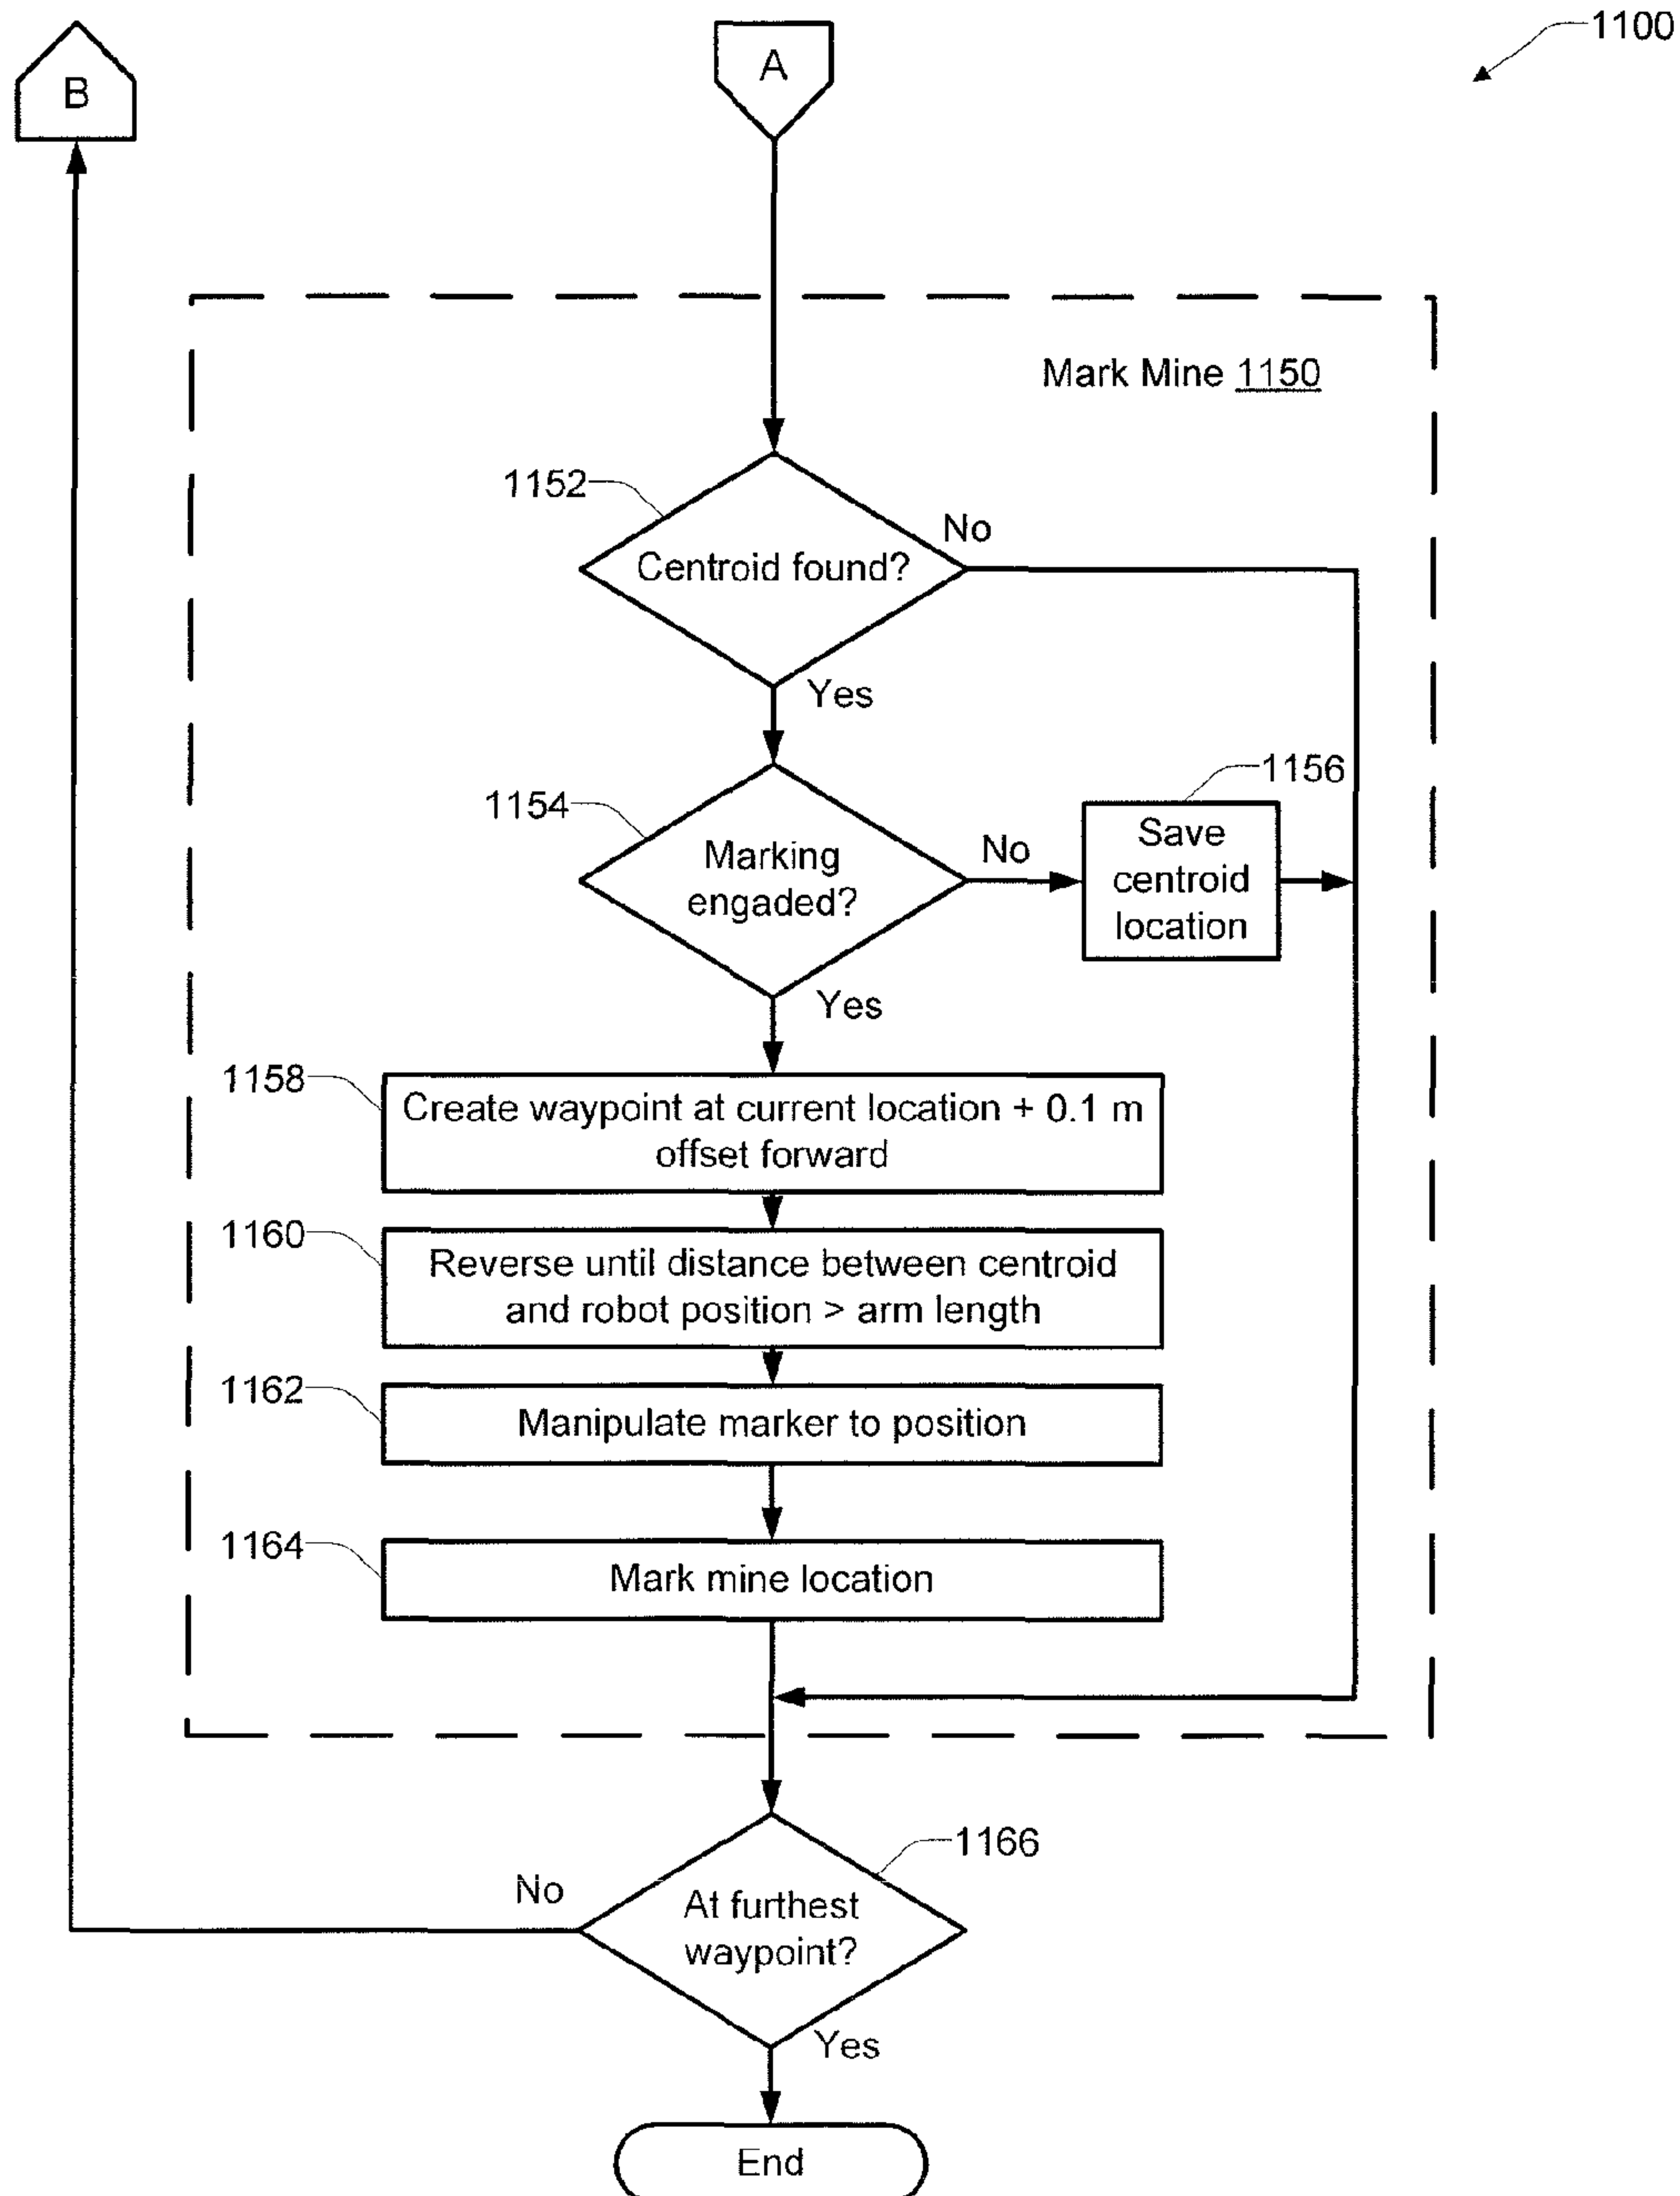 1100
B
A
Mark Mine 1150
1152
No
Centroid found?
Yes
1156
1154
Marking
engaded?
No
Save
centroid
location
Yes
1158
Create waypoint at current location + 0.1 m
offset forward
1160
Reverse until distance between centroid
and robot position > arm length
1162
Manipulate marker to position
1164
Mark mine location
1166
No
At furthest
waypoint?
Yes
End